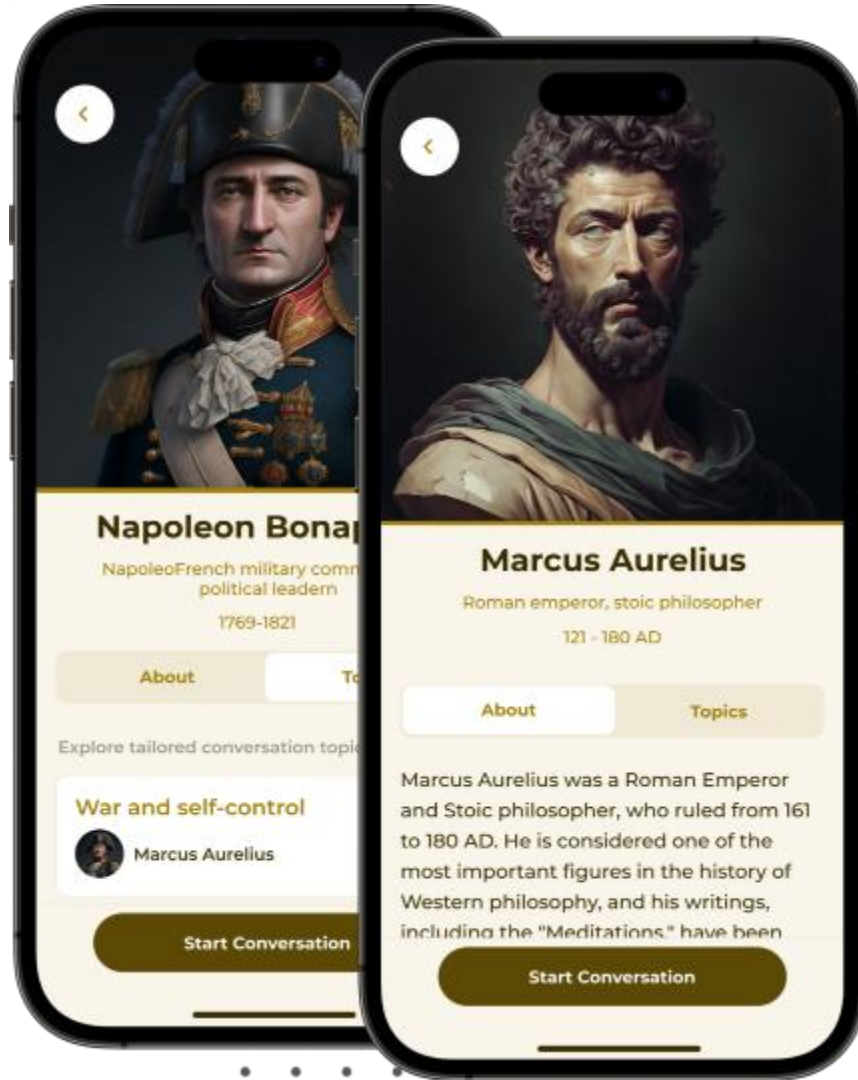 Napoleon Bonap
NapoleoFrench military comm
political leadern
1769-1821
About
To
Explore tailored conversation topic
War and self-control
Marcus Aurelius
Start Conversation
Marcus Aurelius
Roman emperor, stoic philosopher
121 - 180 AD
About
Topics
Marcus Aurelius was a Roman Emperor
and Stoic philosopher, who ruled from 161
to 180 AD. He is considered one of the
most important figures in the history of
Western philosophy, and his writings,
including the "Meditations," have been
Start Conversation